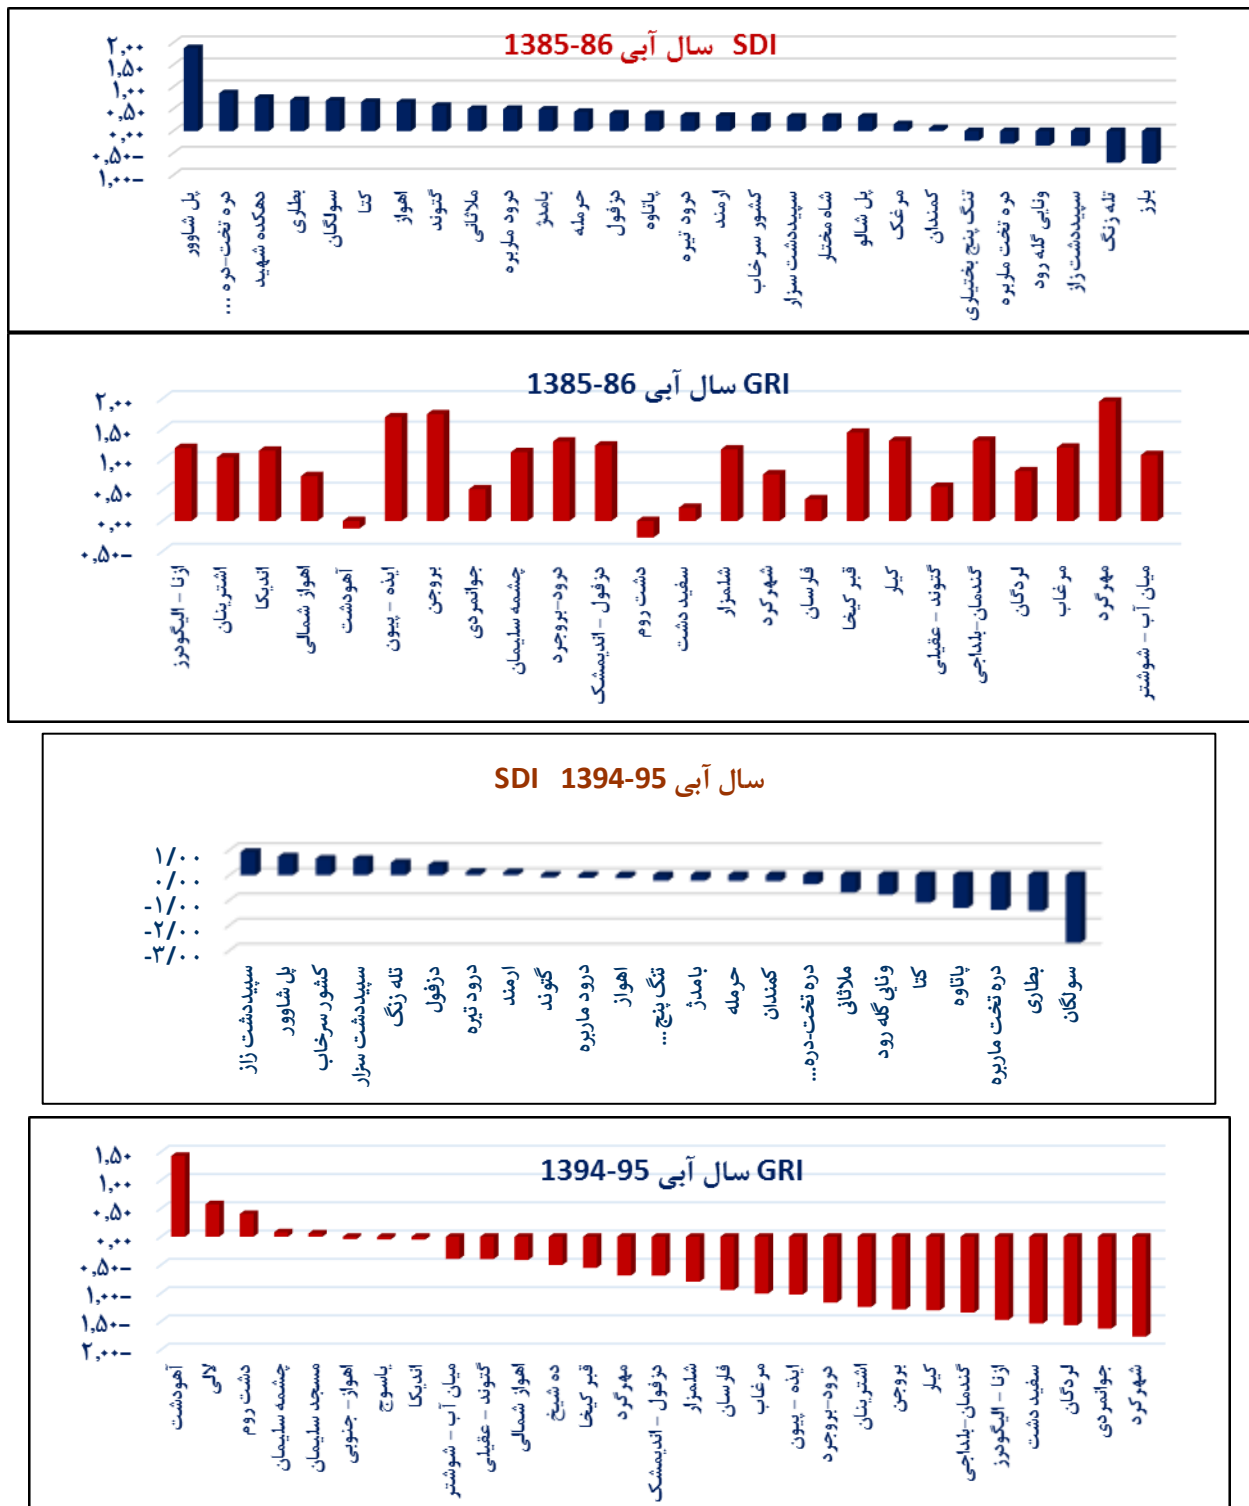 SDI سال آبی 1385-86
۲,۰۰
۱,۵۰
۱,۰۰
۰,۵۰
۰,۰۰
۰,۵۰-
۱,۰۰-
پل شاوور
دره تخت-دره ...
دهکده شهید
بطاری
سولگان
کتا
اهواز
گتوند
ملاثانی
درود ماربره
بامدژ
حرمله
دزفول
پاتاوه
درود تیره
ارمند
کشور سرخاب
سپیددشت سزار
شاه مختار
پل شالو
مرغک
کمندان
تنگ پنج بختیاری
دره تخت ماربره
ونایی گله رود
سپیددشت زاز
تله زنگ
بارز
GRI سال آبی 1385-86
۲,۰۰
۱,۵۰
۱,۰۰
۰,۵۰
۰,۰۰
۰,۵۰-
ازنا - الیگودرز
اشترینان
اندیکا
اهواز شمالی
آهودشت
ایذه - پیون
بروجن
جوانمردی
چشمه سلیمان
درود-بروجرد
دزفول - اندیمشک
دشت روم
سفید دشت
شلمزار
شهرکرد
فارسان
قبر کیخا
کیار
گتوند - عقیلی
گندمان-بلداجی
لردگان
مرغاب
مهرگرد
میان آب - شوشتر
سال آبی 95-1394 SDI
۱/۰۰
۰/۰۰
-۱/۰۰
-۲/۰۰
-۳/۰۰
سپیددشت زاز
پل شاوور
کشور سرخاب
سپیددشت سزار
تله زنگ
دزفول
درود تیره
ارمند
گتوند
درود ماربره
اهواز
تنگ پنج ...
بامدژ
حرمله
کمندان
دره تخت-دره...
ملاثانی
ونایی گله رود
کتا
پاتاوه
دره تخت ماربره
بطاری
سولگان
GRI سال آبی 1394-95
۱,۵۰
۱,۰۰
۰,۵۰
۰,۰۰
۰,۵۰-
۱,۰۰-
۱,۵۰-
۲,۰۰-
آهودشت
لالی
دشت روم
چشمه سلیمان
مسجد سلیمان
اهواز- جنوبی
یاسوج
اندیکا
میان آب - شوشتر
گتوند - عقیلی
اهواز شمالی
ده شیخ
قبر کیخا
مهرگرد
دزفول - اندیمشک
شلمزار
فارسان
مرغاب
ایذه - پیون
درود-بروجرد
اشترینان
بروجن
کیار
گندمان-بلداجی
ازنا - الیگودرز
سفید دشت
لردگان
جوانمردی
شهرکرد